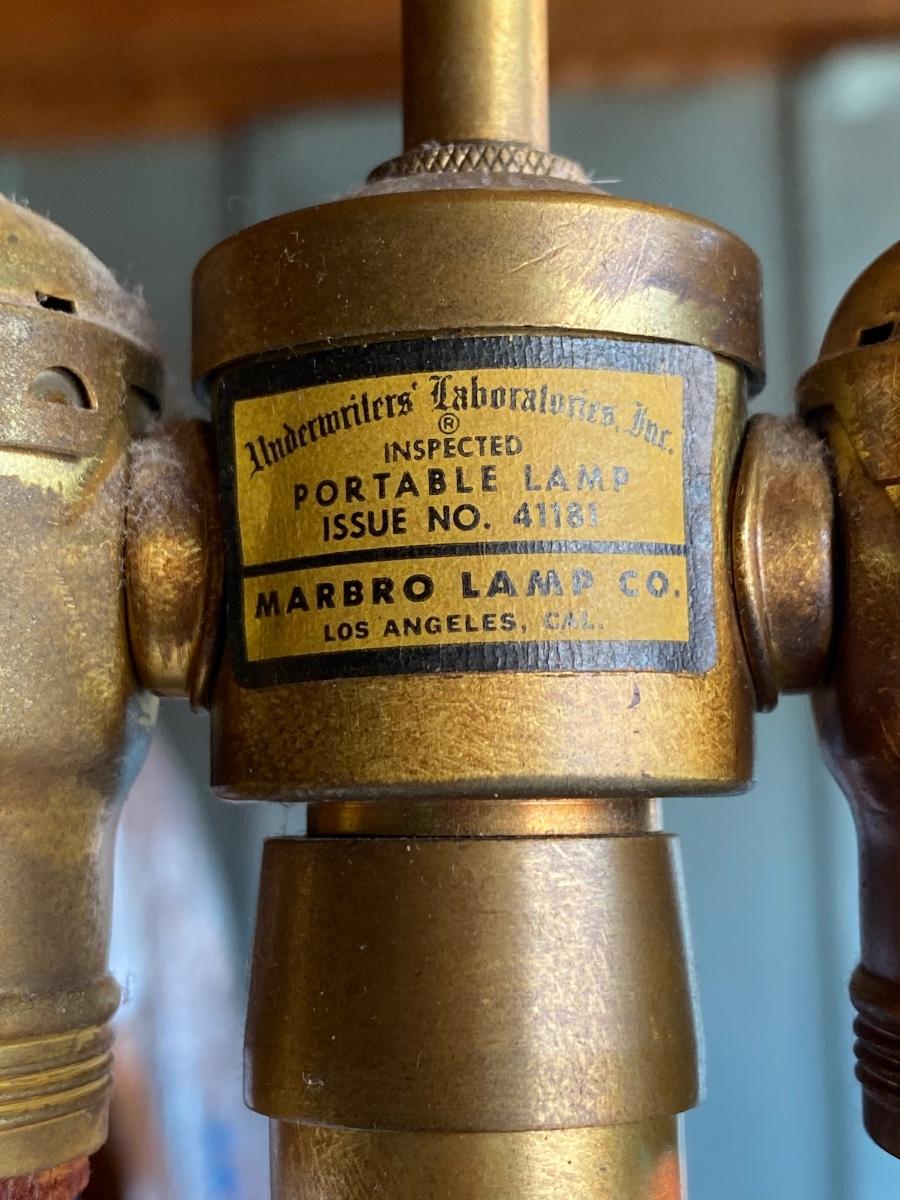 Underwriters' Laboratories, Inc.
®
INSPECTED
PORTABLE LAMP
ISSUE NO. 41181
MARBRO LAMP CO.
LOS ANGELES, CAL.